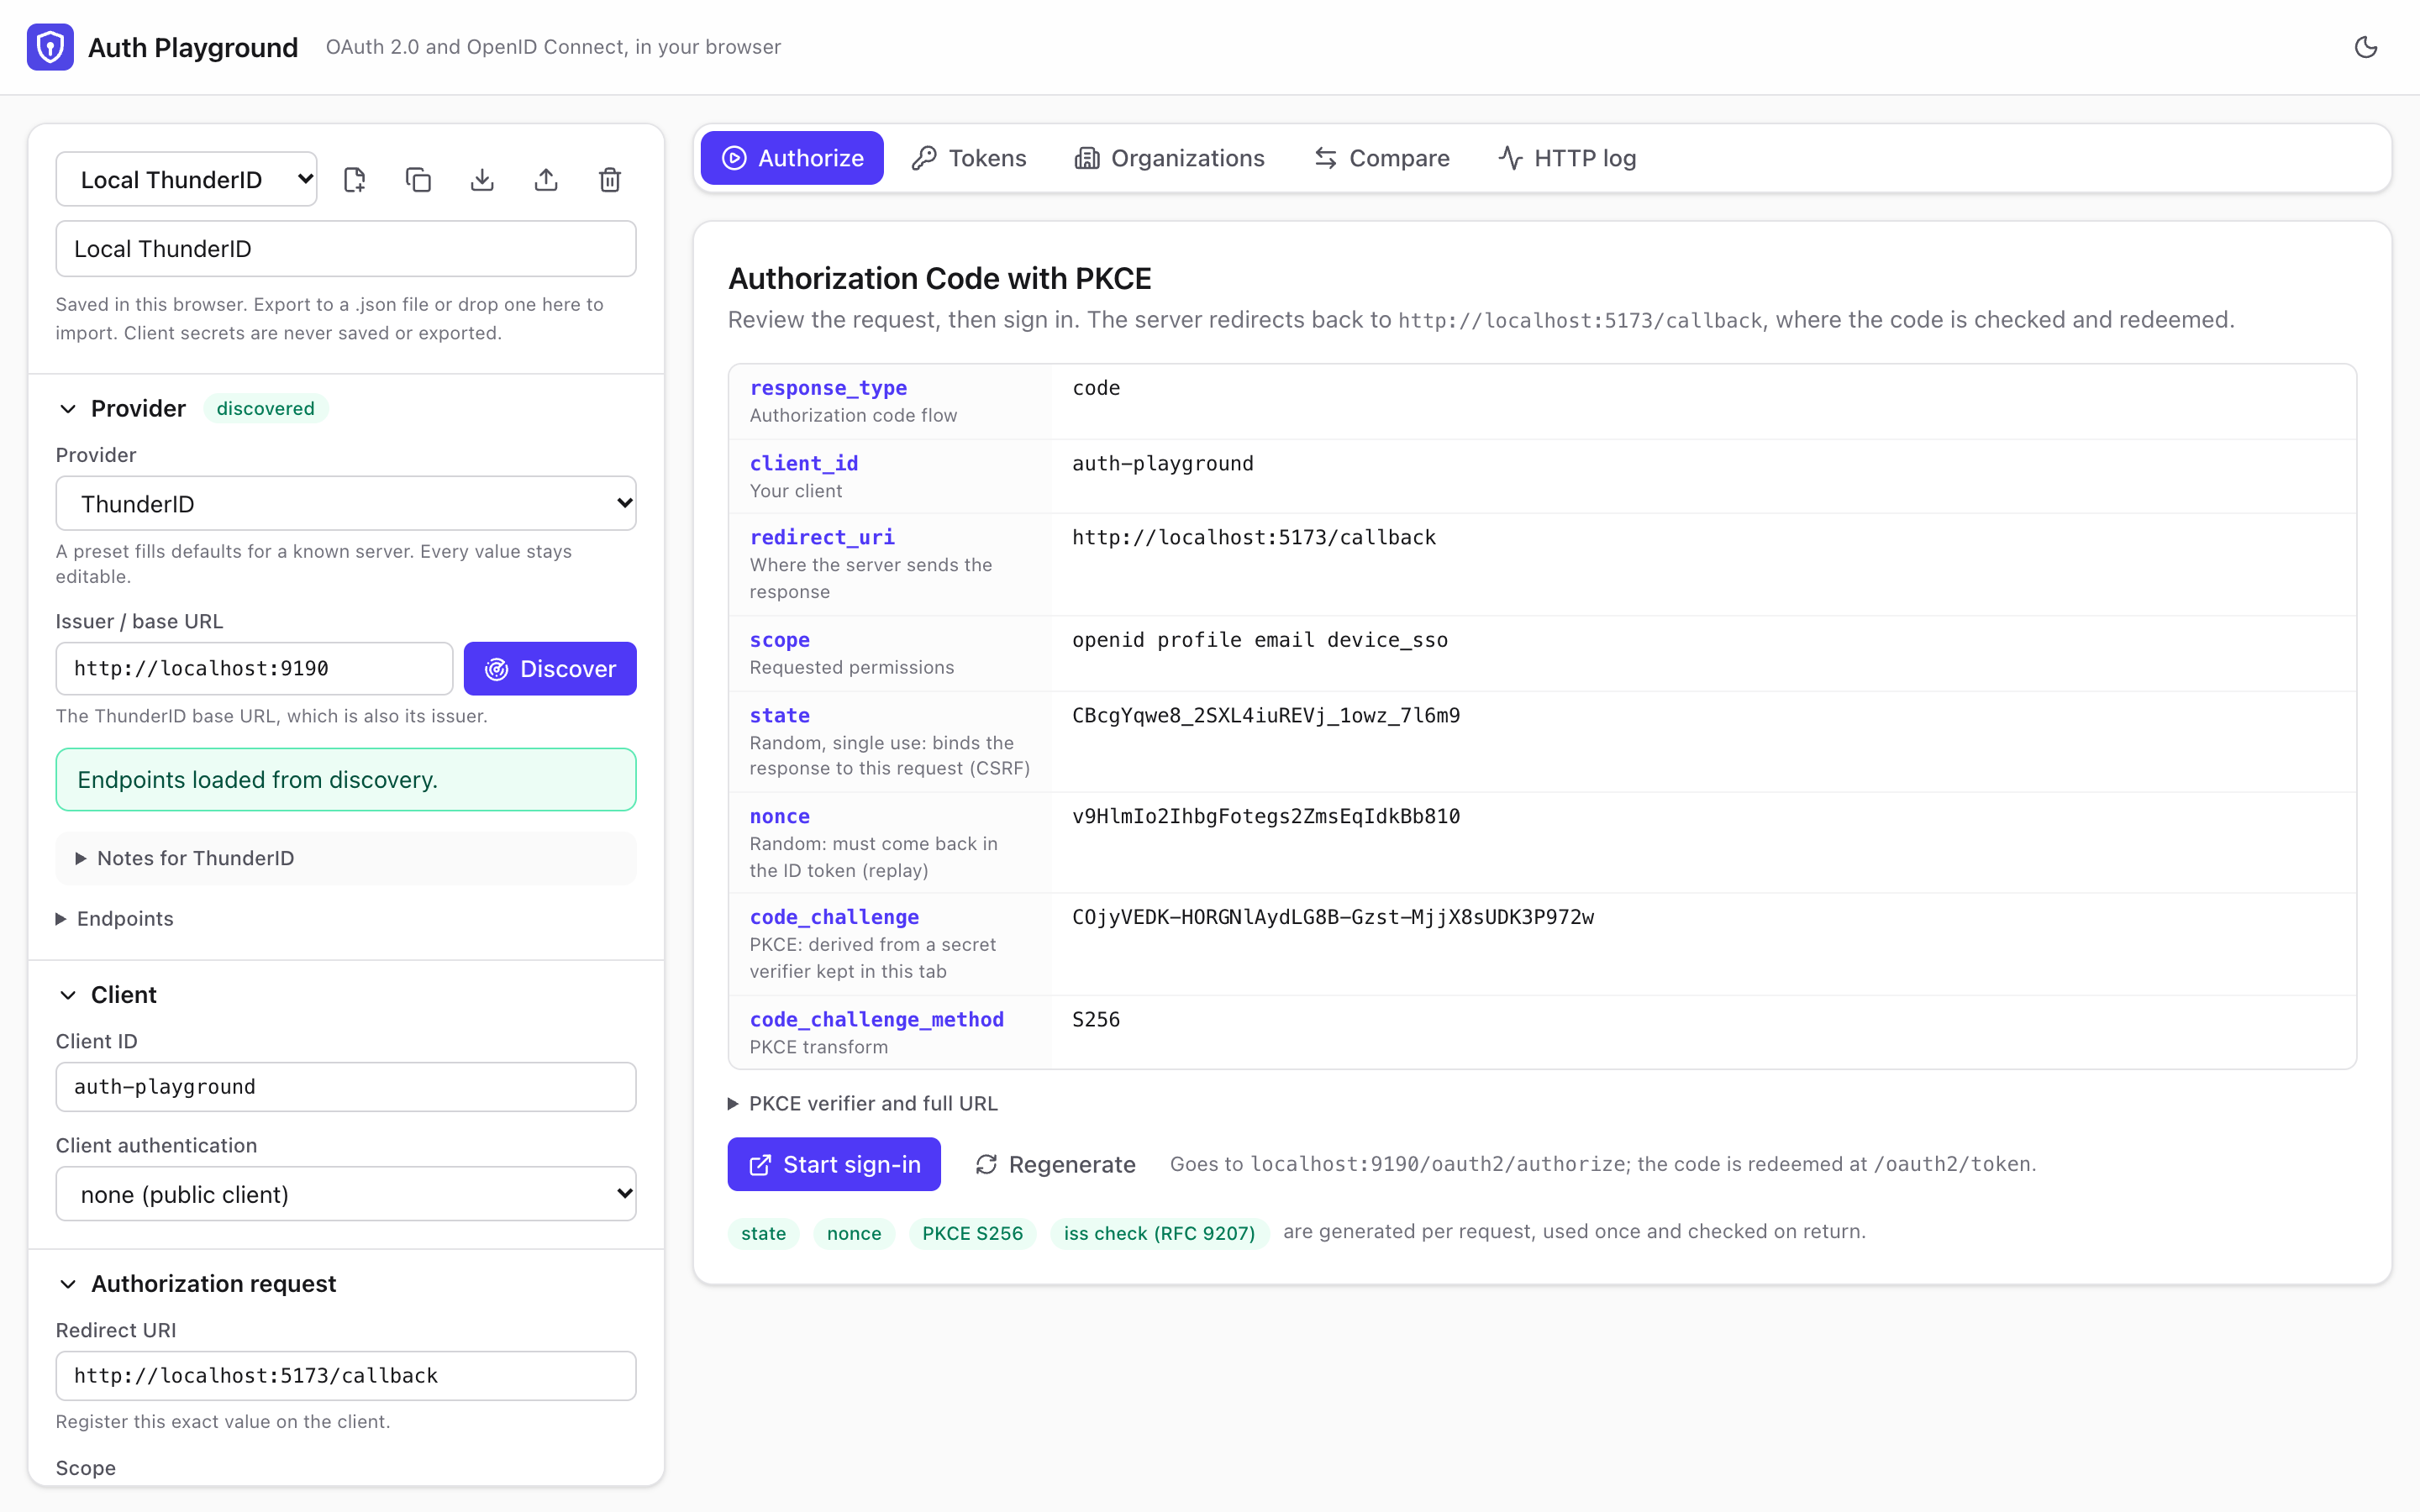 Auth Playground
OAuth 2.0 and OpenID Connect, in your browser
Local ThunderID
Local ThunderID
Saved in this browser. Export to a .json file or drop one here to
import. Client secrets are never saved or exported.
Provider
discovered
Provider
ThunderID
A preset fills defaults for a known server. Every value stays
editable.
Issuer / base URL
http://localhost:9190
Discover
The ThunderID base URL, which is also its issuer.
Endpoints loaded from discovery.
Notes for ThunderID
Endpoints
Client
Client ID
auth-playground
Client authentication
none (public client)
Authorization request
Redirect URI
http://localhost:5173/callback
Register this exact value on the client.
Scope
Authorize
Tokens
Organizations
Compare
HTTP log
Authorization Code with PKCE
Review the request, then sign in. The server redirects back to http://localhost:5173/callback, where the code is checked and redeemed.
response_type
code
Authorization code flow
client_id
auth-playground
Your client
redirect_uri
http://localhost:5173/callback
Where the server sends the
response
scope
openid profile email device_sso
Requested permissions
state
CBcgYqwe8_2SXL4iuREVj_1owz_7l6m9
Random, single use: binds the
response to this request (CSRF)
nonce
v9HlmIo2IhbgFotegs2ZmsEqIdkBb810
Random: must come back in
the ID token (replay)
code_challenge
COjyVEDK-HORGNlAydLG8B-Gzst-MjjX8sUDK3P972w
PKCE: derived from a secret
verifier kept in this tab
code_challenge_method
S256
PKCE transform
PKCE verifier and full URL
Start sign-in
Regenerate
Goes to localhost:9190/oauth2/authorize; the code is redeemed at /oauth2/token.
state
nonce
PKCE S256
iss check (RFC 9207)
are generated per request, used once and checked on return.